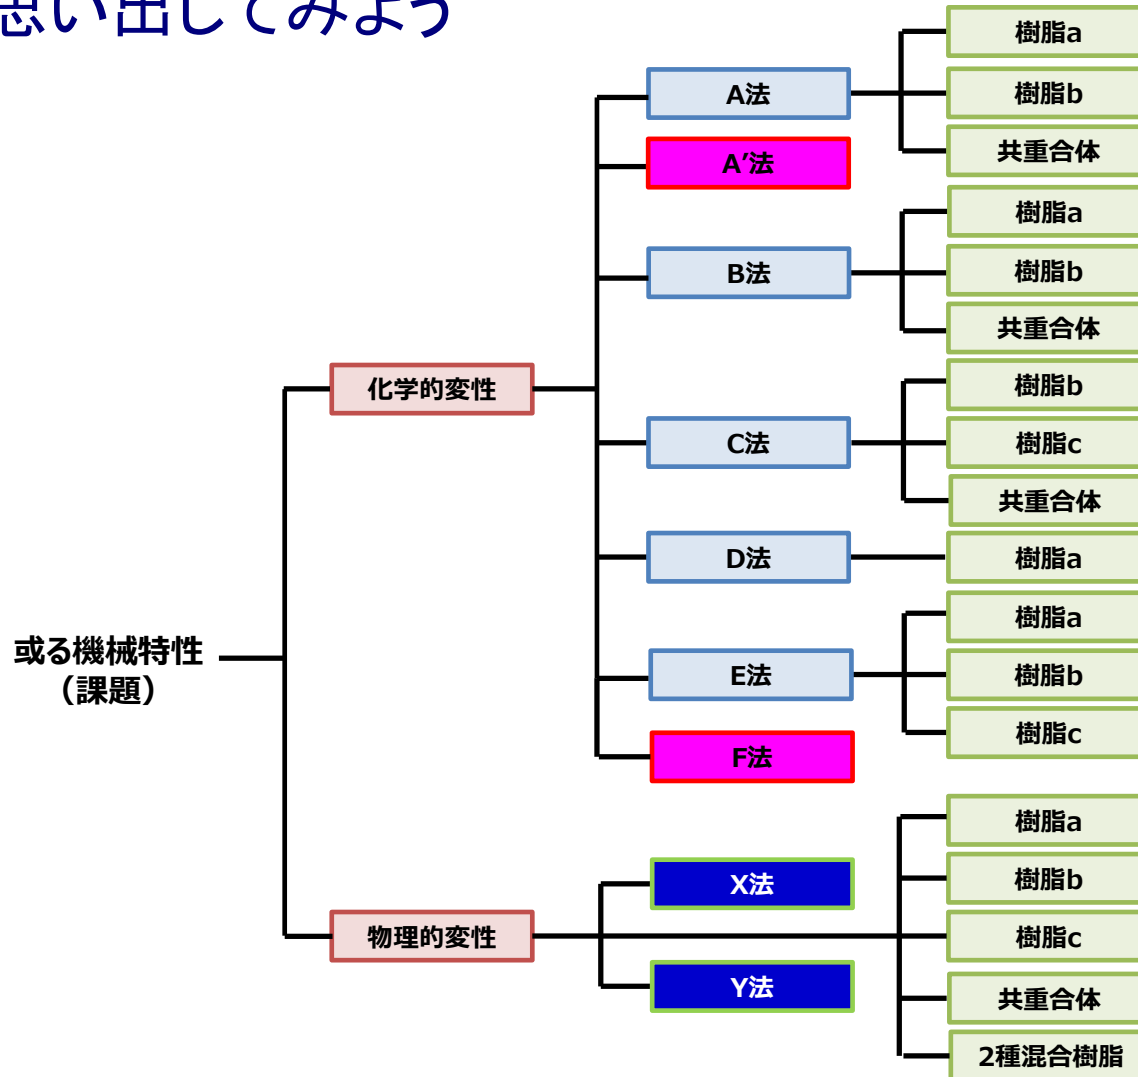 思い出してみよう
樹脂a
A法
樹脂b
共重合体
A’法
樹脂a
B法
樹脂b
共重合体
化学的変性
樹脂b
C法
樹脂c
共重合体
D法
樹脂a
樹脂a
或る機械特性
（課題）
E法
樹脂b
樹脂c
F法
樹脂a
X法
樹脂b
物理的変性
樹脂c
Y法
共重合体
2種混合樹脂